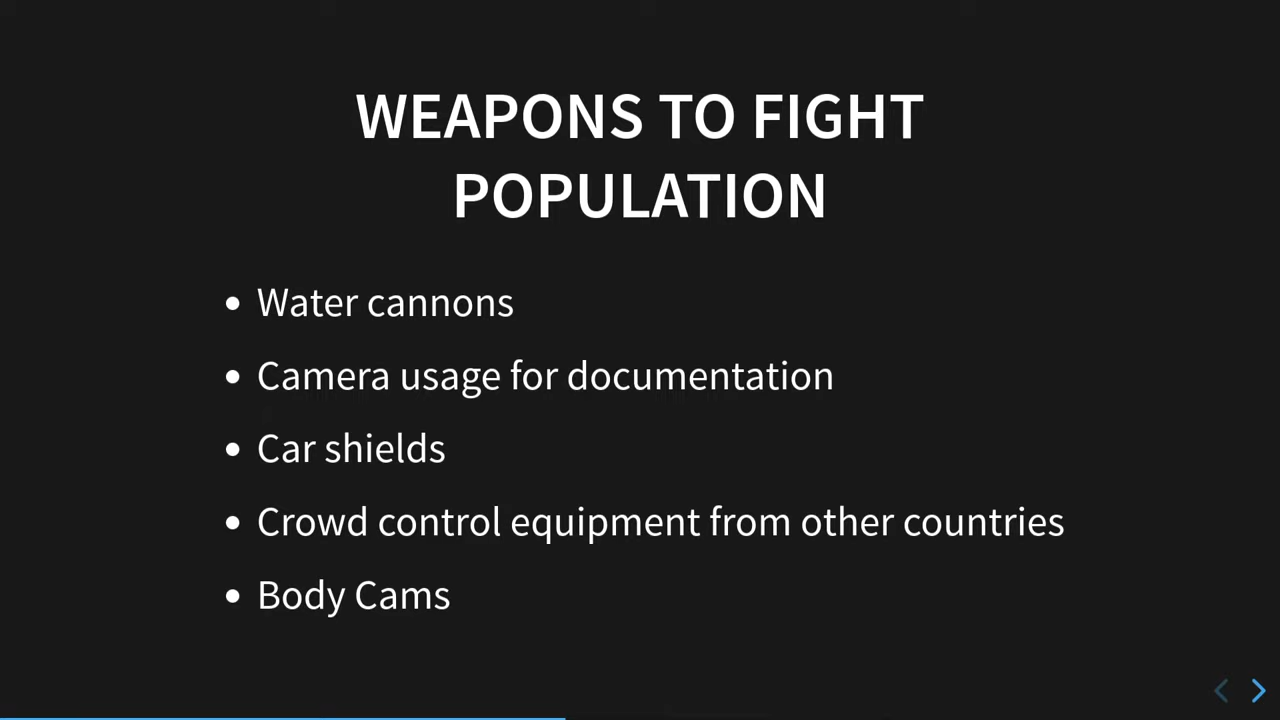 WEAPONS TO FIGHT
POPULATION
Water cannons
Camera usage for documentation
Car shields
Crowd control equipment from other countries
Body Cams